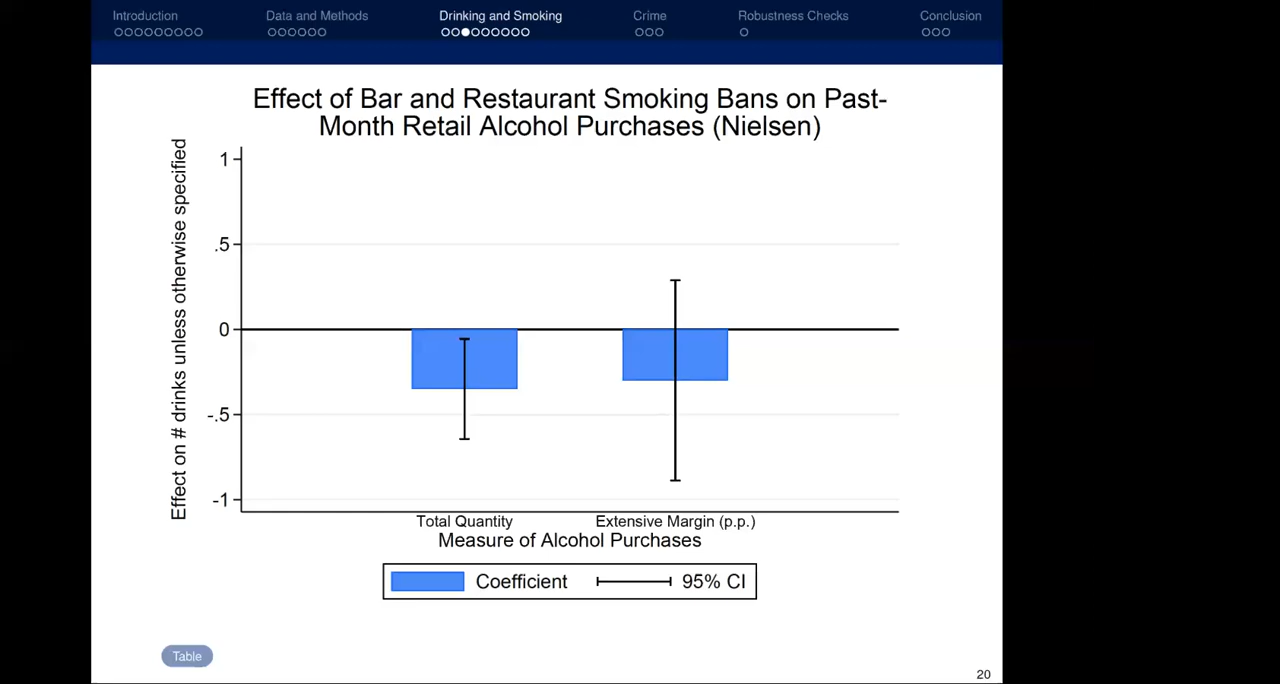 Introduction
Data and Methods
Drinking and Smoking
Crime
Robustness Checks
Conclusion
Effect of Bar and Restaurant Smoking Bans on Past-
Month Retail Alcohol Purchases (Nielsen)
Effect on # drinks unless otherwise specified
1
.5
0
-.5
-1
Total Quantity
Extensive Margin (p.p.)
Measure of Alcohol Purchases
Coefficient
95% CI
Table
20